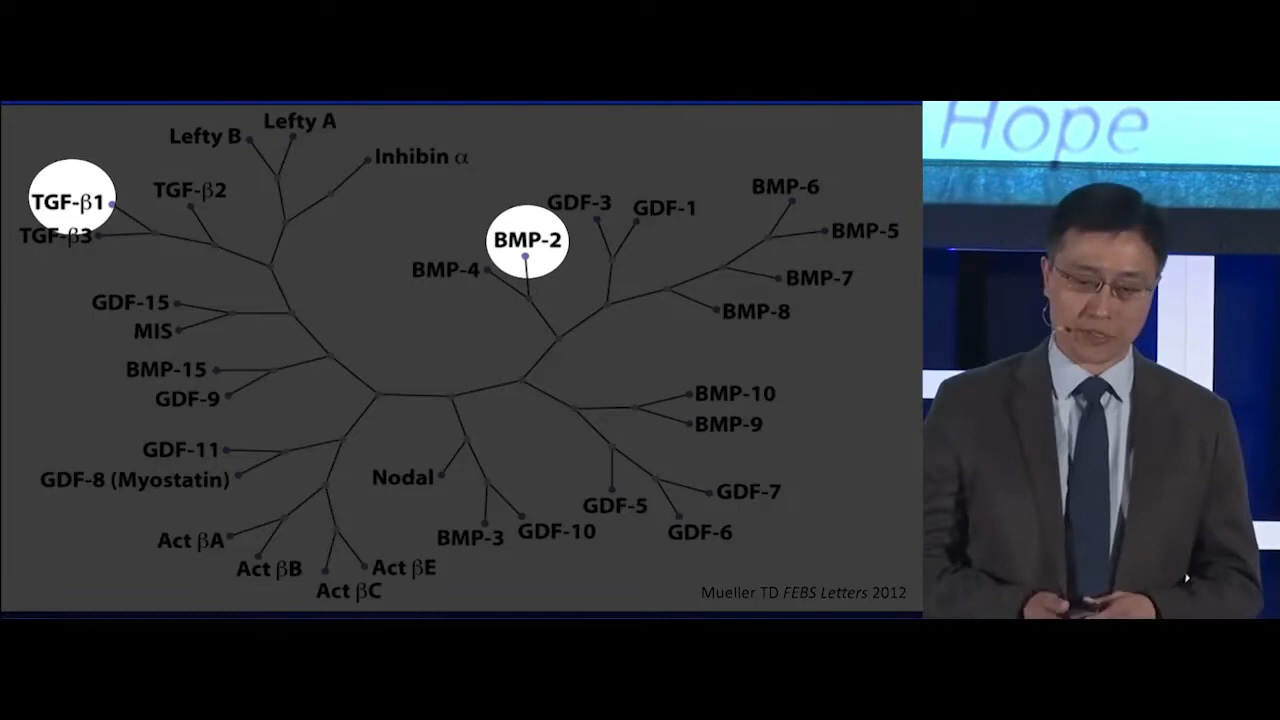 Hope
Lefty A
Lefty B
Inhibin α
TGF-β2
TGF-β1
TGF-β3
BMP-6
GDF-3
GDF-1
BMP-5
BMP-2
BMP-4
BMP-7
GDF-15
BMP-8
MIS
BMP-15
GDF-9
BMP-10
BMP-9
GDF-11
GDF-8 (Myostatin)
Nodal
GDF-7
GDF-5
GDF-6
BMP-3
GDF-10
Act βA
Act βB
Act βE
Act βC
Mueller TD FEBS Letters 2012